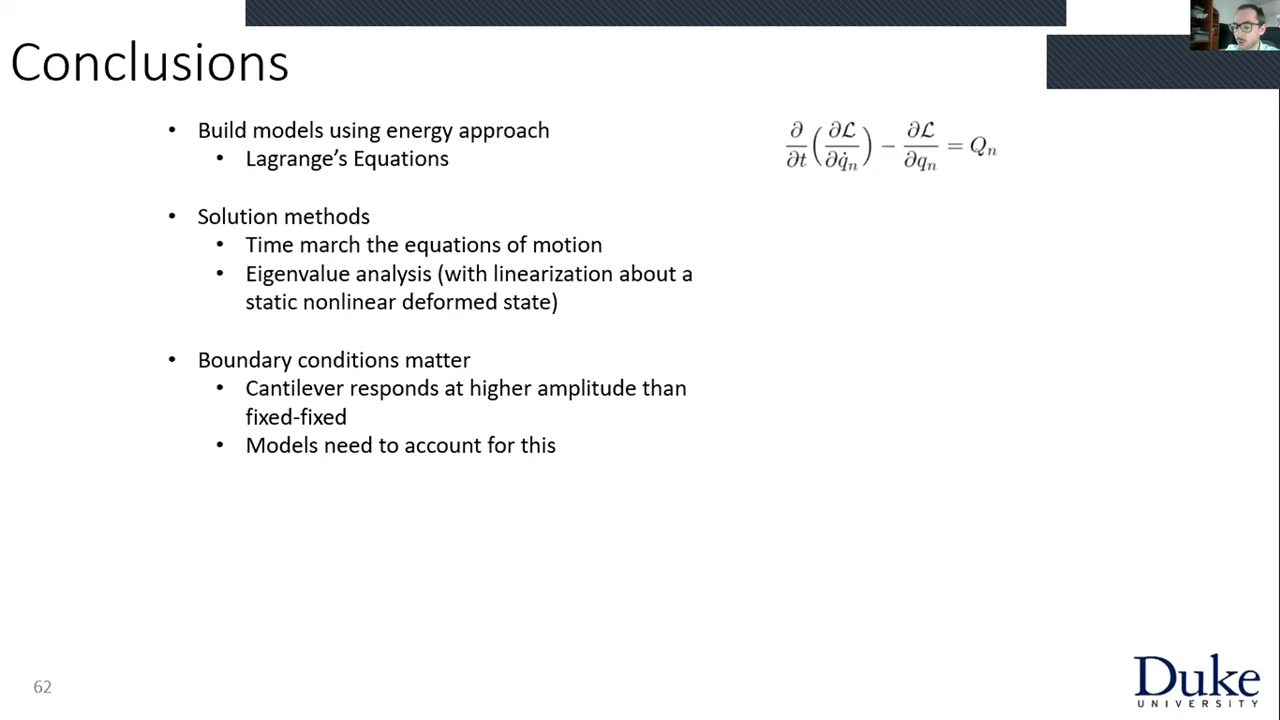 Conclusions
• Build models using energy approach
• Lagrange's Equations
• Solution methods
• Time march the equations of motion
• Eigenvalue analysis (with linearization about a
static nonlinear deformed state)
• Boundary conditions matter
• Cantilever responds at higher amplitude than
fixed-fixed
• Models need to account for this
∂/∂t(∂ℒ/∂q̇ₙ) − ∂ℒ/∂qₙ = Qₙ
62
Duke
UNIVERSITY